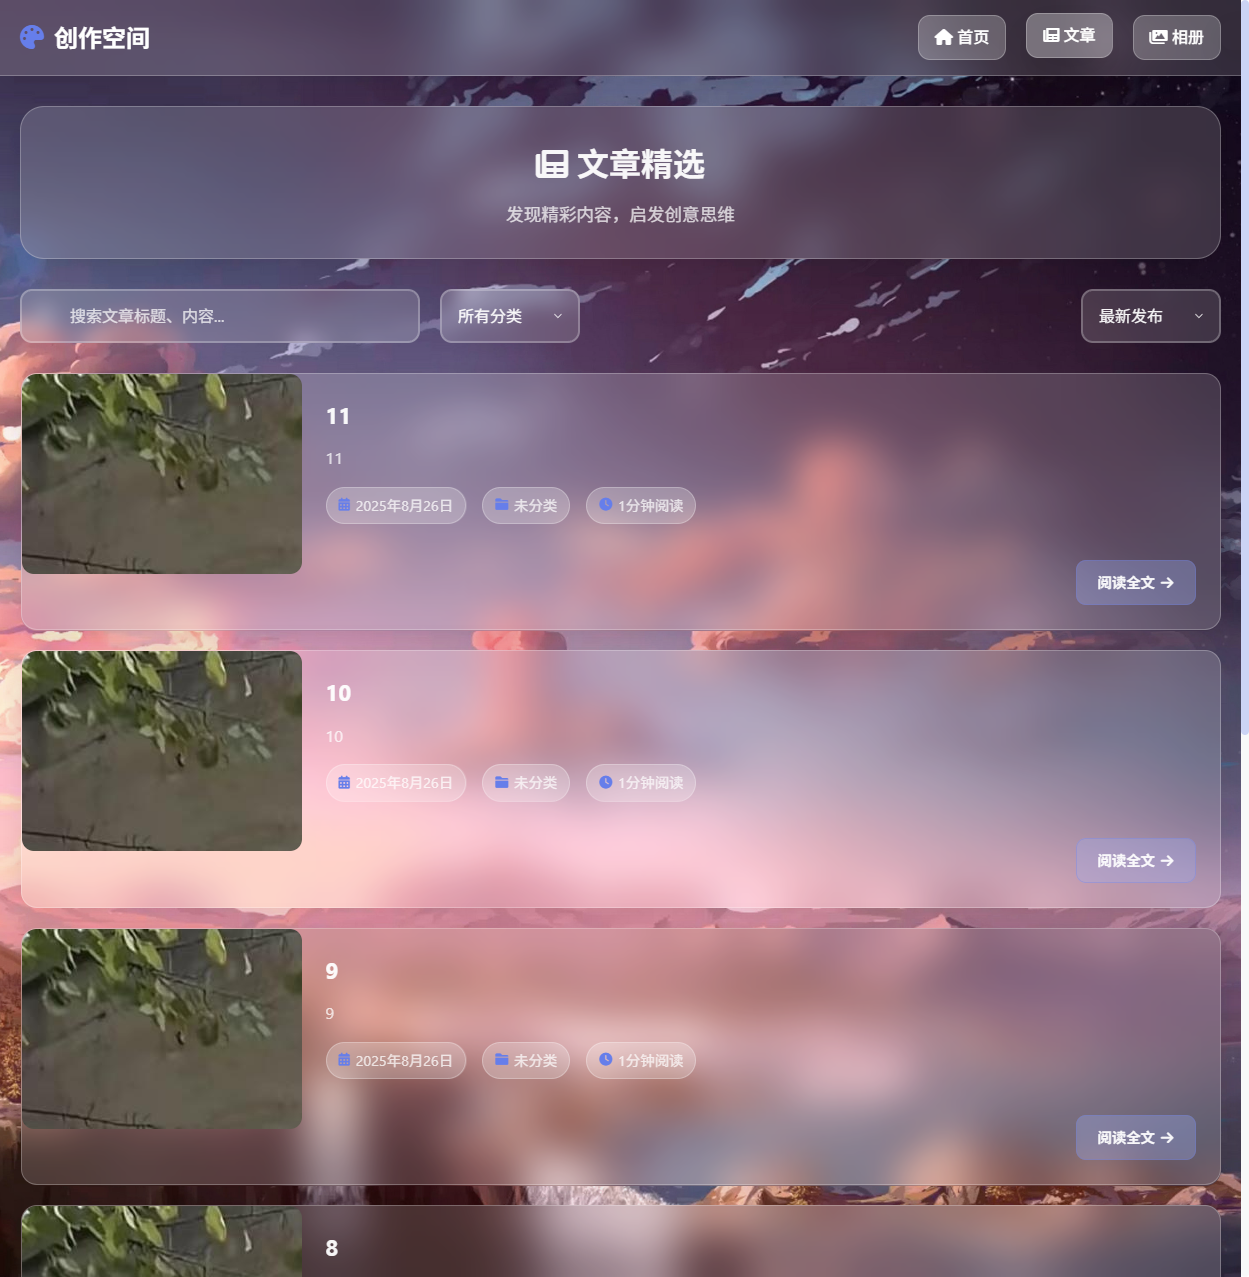 创作空间
首页
文章
相册
文章精选
发现精彩内容，启发创意思维
搜索文章标题、内容...
所有分类
最新发布
11
11
2025年8月26日
未分类
1分钟阅读
阅读全文
10
10
2025年8月26日
未分类
1分钟阅读
阅读全文
9
9
2025年8月26日
未分类
1分钟阅读
阅读全文
8